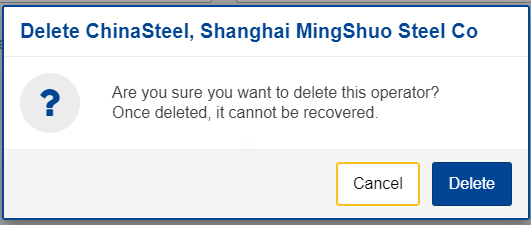 Delete ChinaSteel, Shanghai MingShuo Steel Co
?
Are you sure you want to delete this operator?
Once deleted, it cannot be recovered.
Cancel
Delete